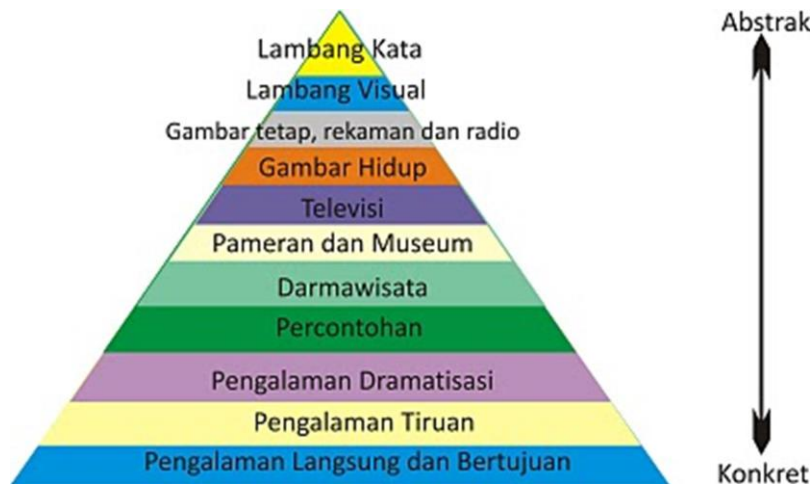 Abstrak
Lambang Kata
Lambang Visual
Gambar tetap, rekaman dan radio
Gambar Hidup
Televisi
Pameran dan Museum
Darmawisata
Percontohan
Pengalaman Dramatisasi
Pengalaman Tiruan
Pengalaman Langsung dan Bertujuan
Konkret